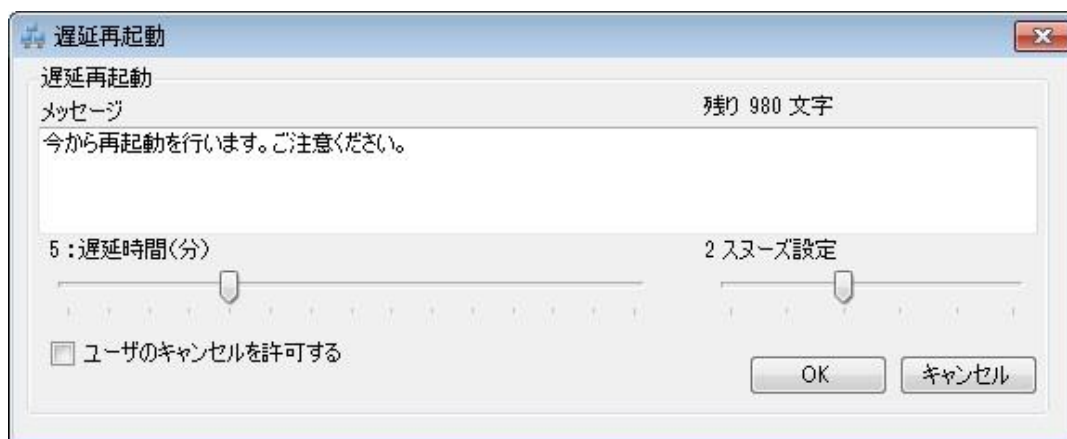 遅延再起動
遅延再起動
メッセージ
残り 980 文字
今から再起動を行います。ご注意ください。
5 : 遅延時間(分)
2 スヌーズ設定
ユーザのキャンセルを許可する
OK
キャンセル